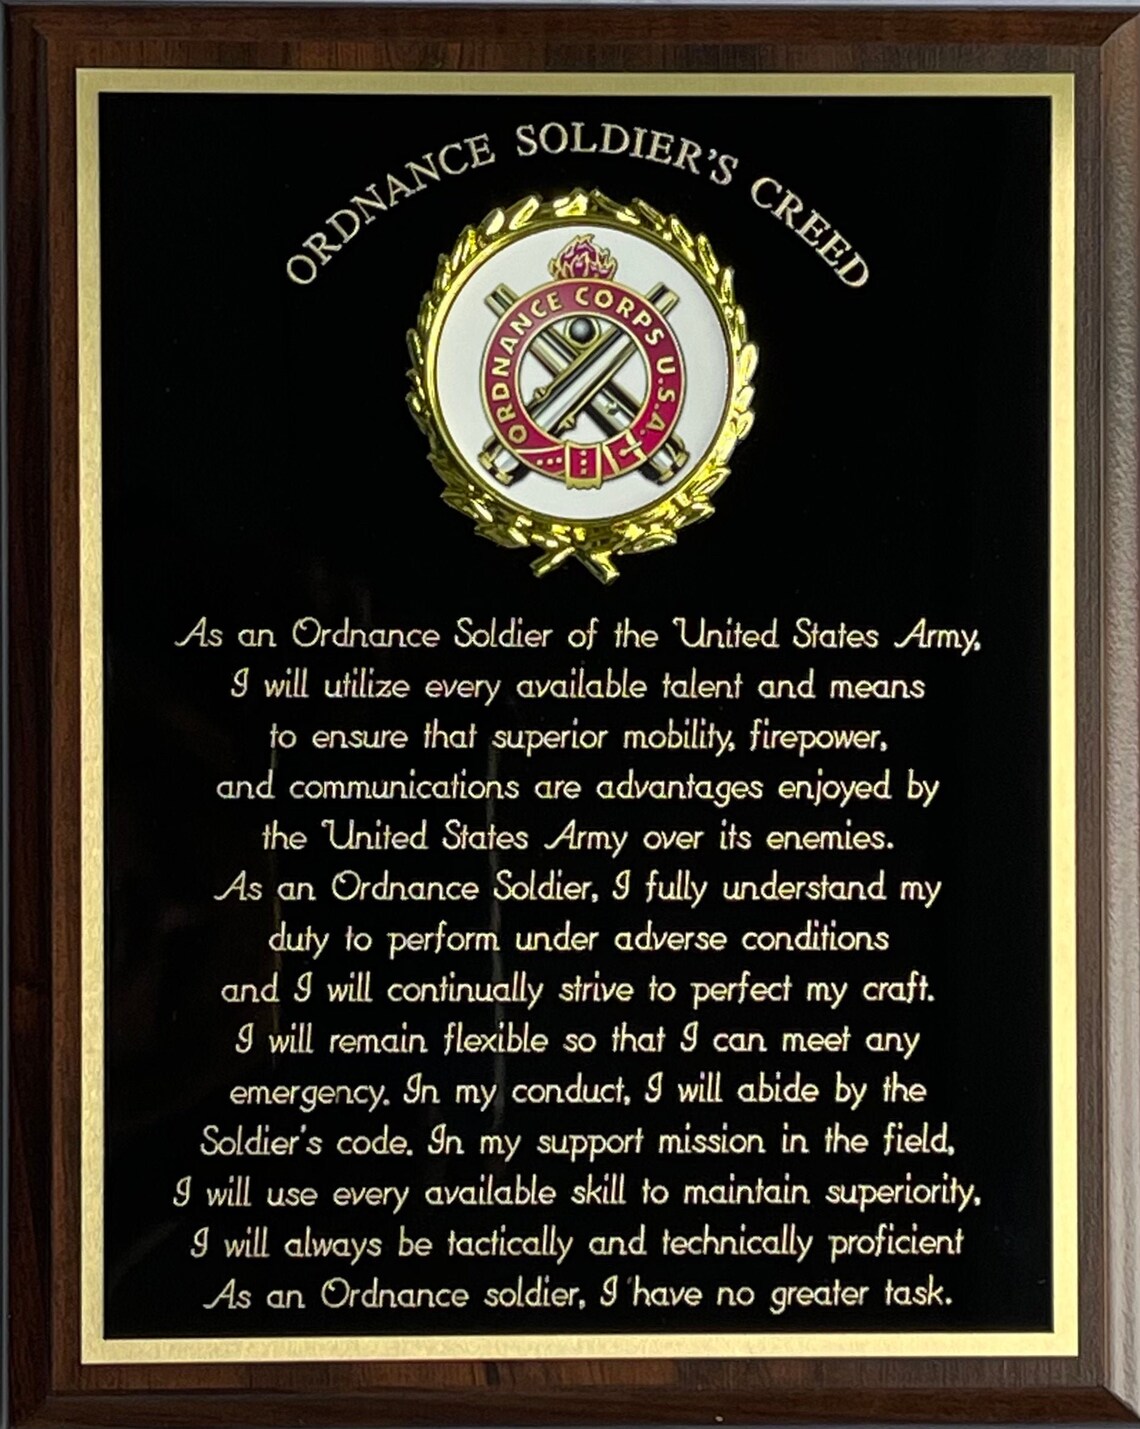 ORDNANCE SOLDIER'S CREED
ORDNANCE CORPS U.S.A.
As an Ordnance Soldier of the United States Army,
I will utilize every available talent and means
to ensure that superior mobility, firepower,
and communications are advantages enjoyed by
the United States Army over its enemies.
As an Ordnance Soldier, I fully understand my
duty to perform under adverse conditions
and I will continually strive to perfect my craft.
I will remain flexible so that I can meet any
emergency. In my conduct, I will abide by the
Soldier's code. In my support mission in the field,
I will use every available skill to maintain superiority,
I will always be tactically and technically proficient
As an Ordnance soldier, I have no greater task.